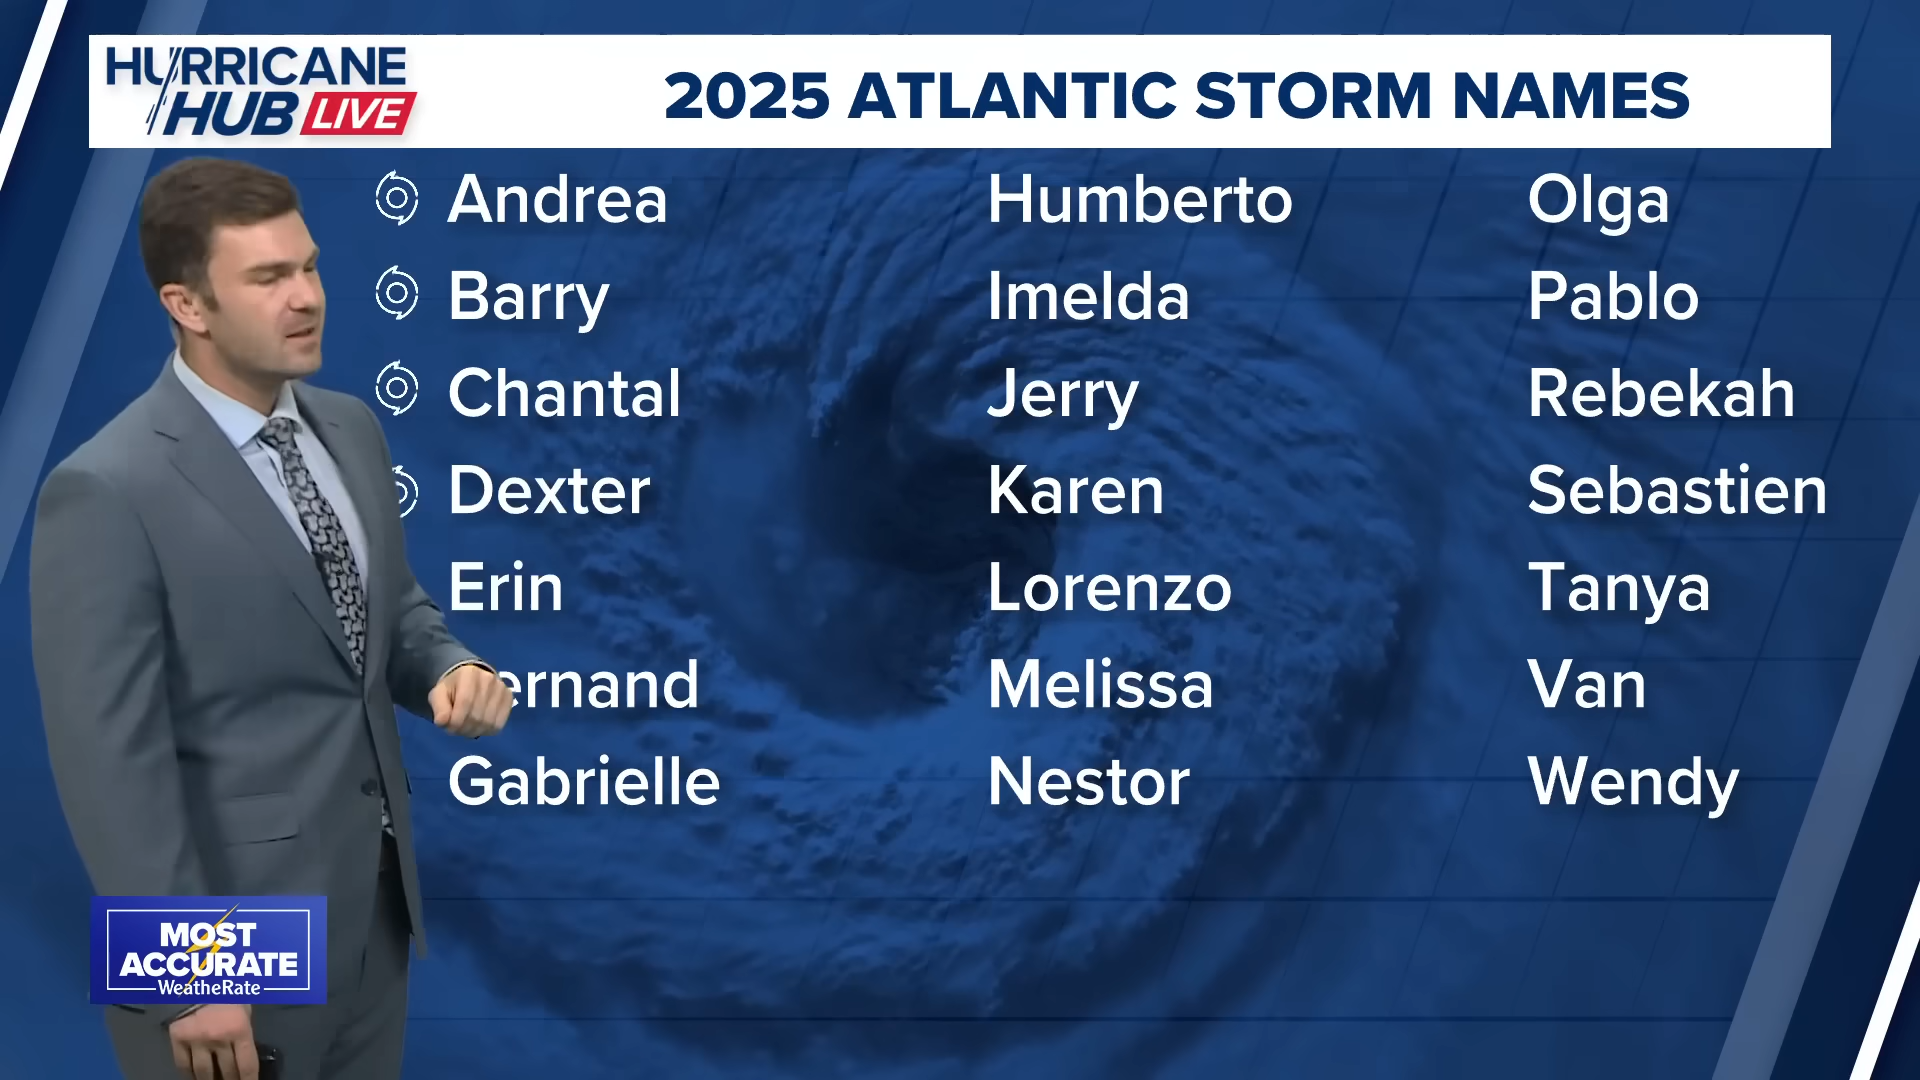 HURRICANE
HUB LIVE
2025 ATLANTIC STORM NAMES
Andrea
Barry
Chantal
Dexter
Erin
ernand
Gabrielle
Humberto
Imelda
Jerry
Karen
Lorenzo
Melissa
Nestor
Olga
Pablo
Rebekah
Sebastien
Tanya
Van
Wendy
MOST
ACCURATE
WeatheRate